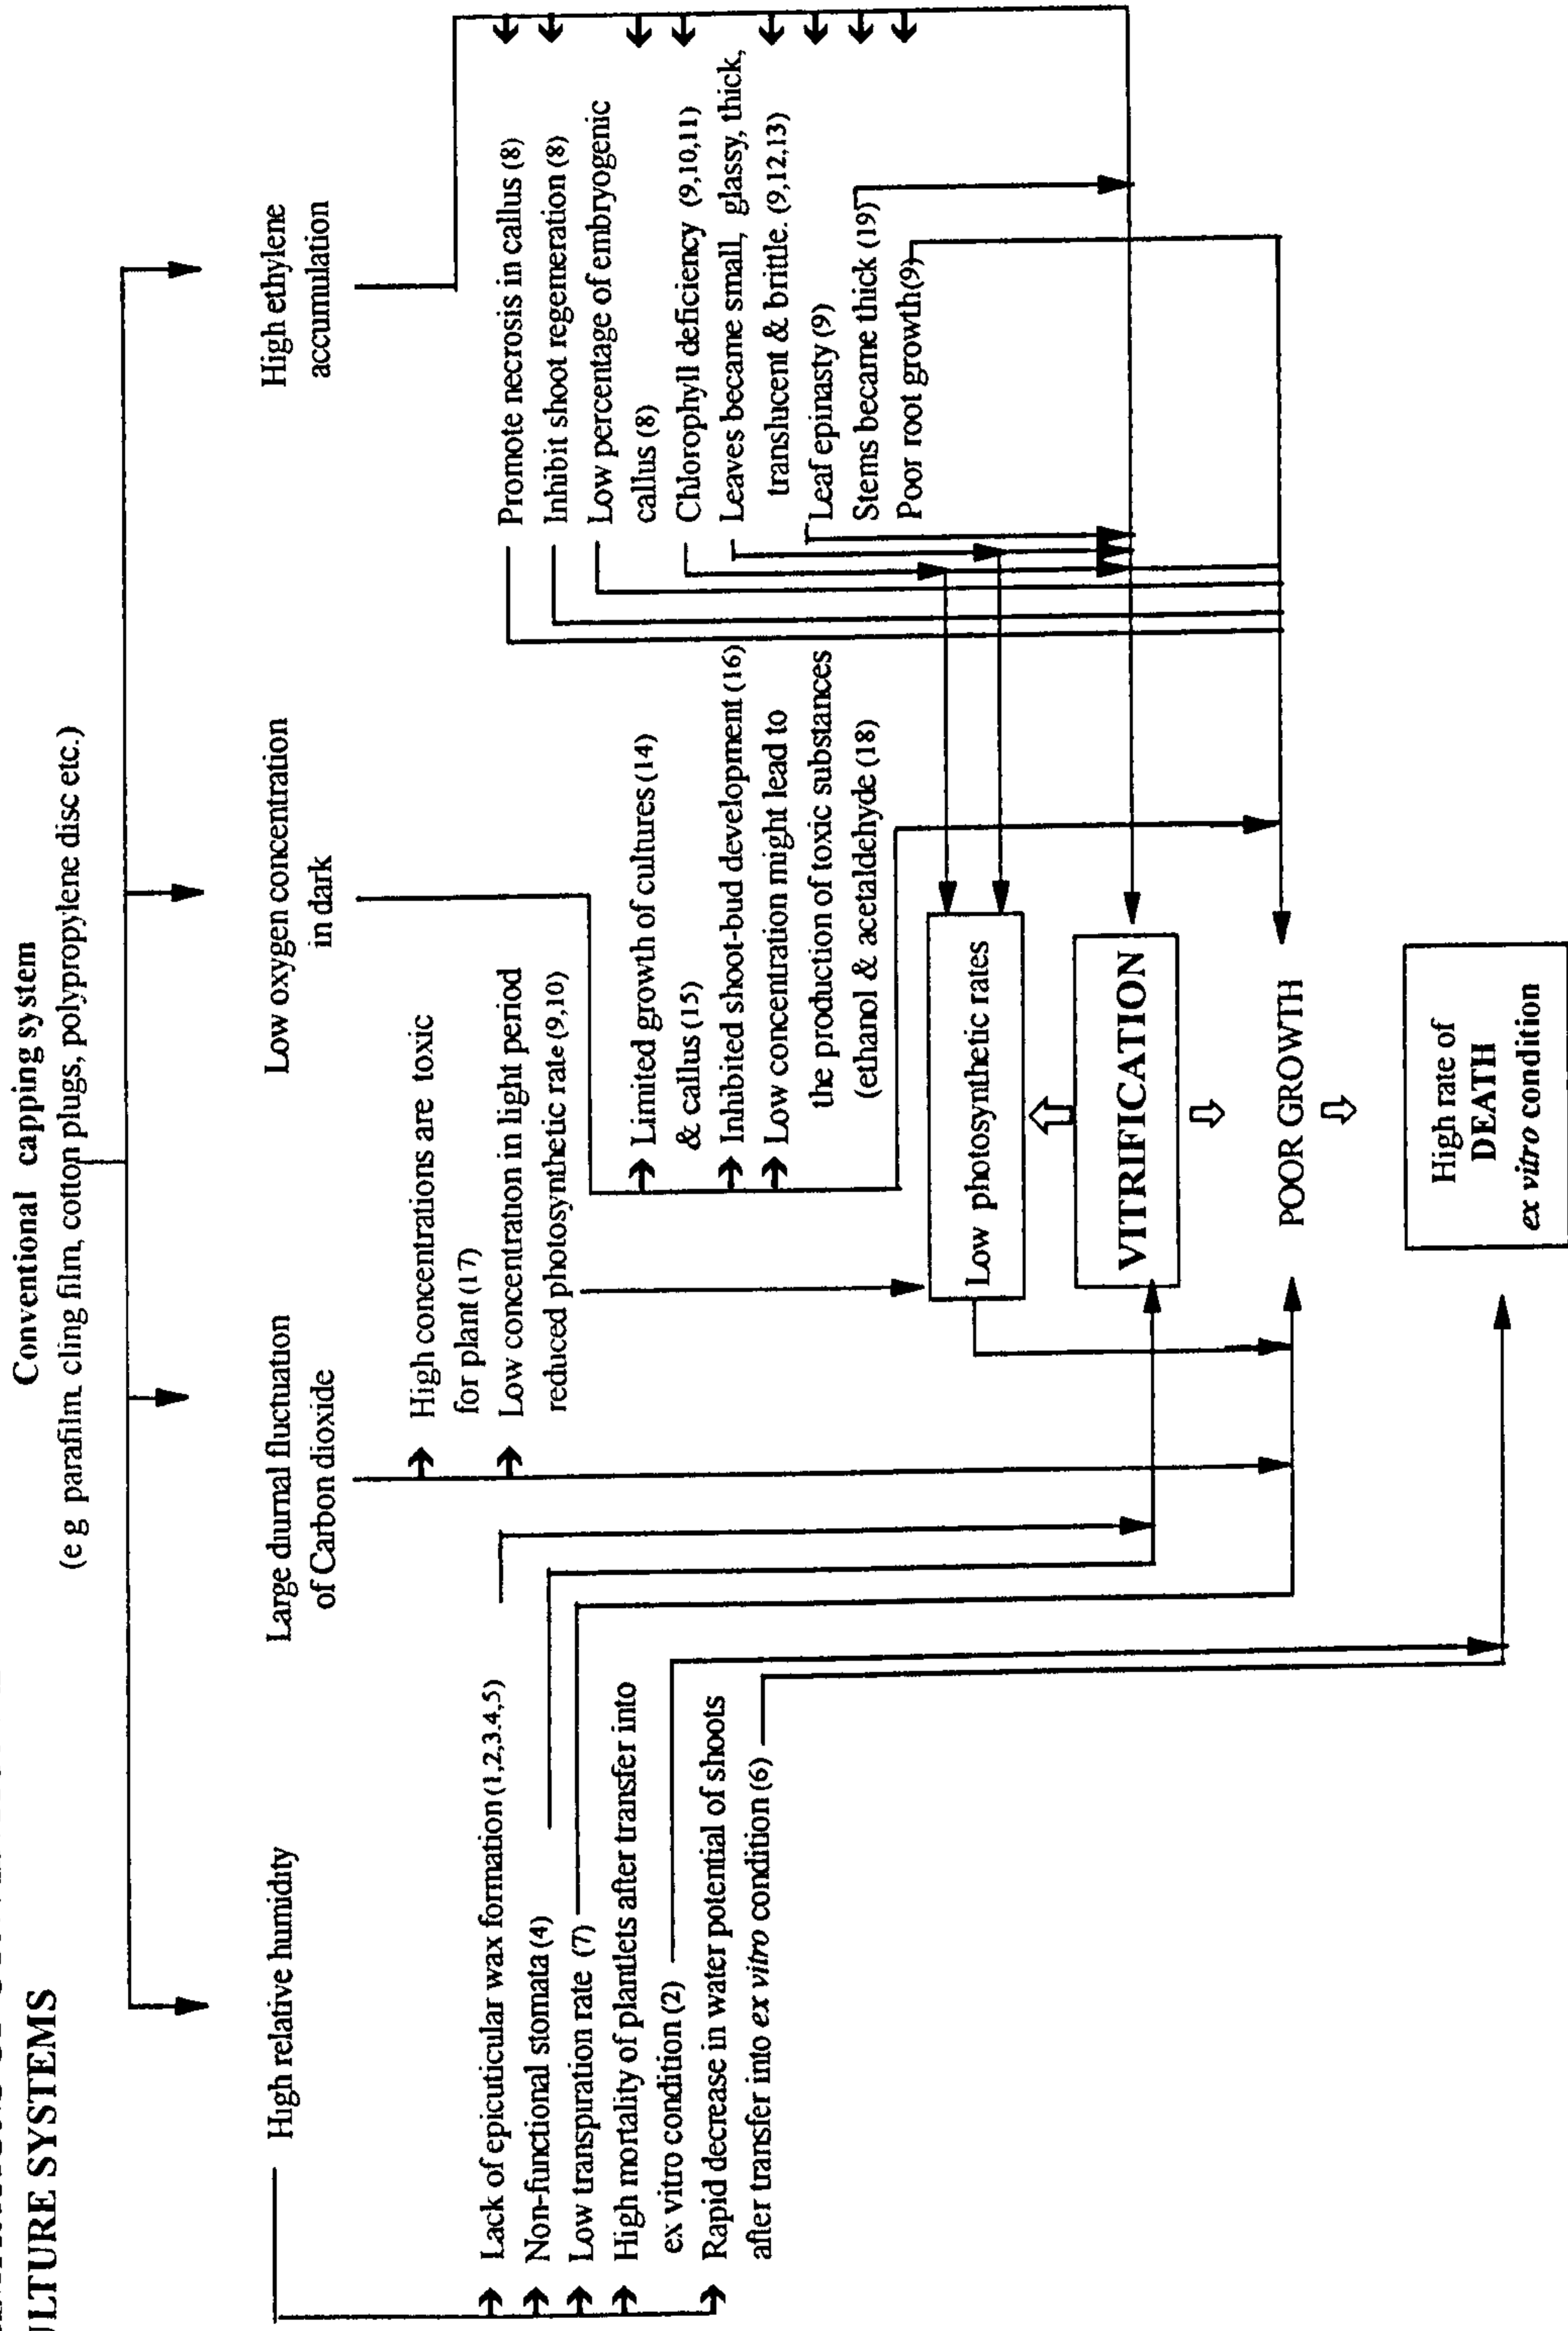 ULTURE SYSTEMS
Conventional capping system
(e g parafilm, cling film, cotton plugs, polypropylene disc etc.)
High relative humidity
Lack of epicuticular wax formation (1,2,3.4,5)
Non-functional stomata (4)
Low transpiration rate (7)
High mortality of plantlets after transfer into
ex vitro condition (2)
Rapid decrease in water potential of shoots
after transfer into ex vitro condition (6)
Large diurnal fluctuation
of Carbon dioxide
High concentrations are toxic
for plant (17)
Low concentration in light period
reduced photosynthetic rate (9,10)
Low oxygen concentration
in dark
Limited growth of cultures (14)
& callus (15)
Inhibited shoot-bud development (16)
Low concentration might lead to
the production of toxic substances
(ethanol & acetaldehyde (18)
High ethylene
accumulation
Promote necrosis in callus (8)
Inhibit shoot regemeration (8)
Low percentage of embryogenic
callus (8)
Chlorophyll deficiency (9,10,11)
Leaves became small, glassy, thick,
translucent & brittle. (9,12,13)
Leaf epinasty (9)
Stems became thick (19)
Poor root growth(9)
Low photosynthetic rates
VITRIFICATION
POOR GROWTH
High rate of
DEATH
ex vitro condition